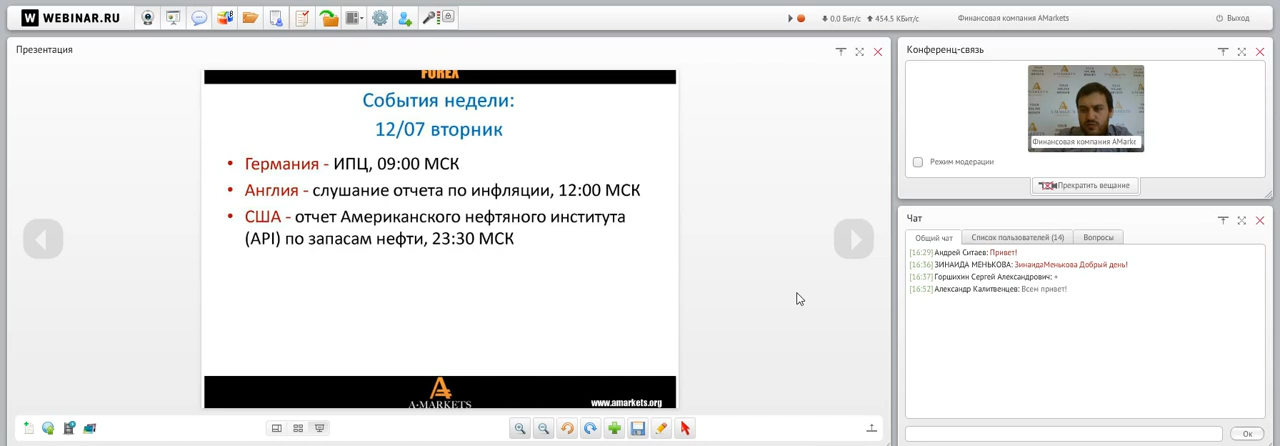 W WEBINAR.RU
0.0 Бит/с 454.5 КБит/с
Финансовая компания AMarkets
Выход
Презентация
FOREX
События недели:
12/07 вторник
• Германия - ИПЦ, 09:00 МСК
• Англия - слушание отчета по инфляции, 12:00 МСК
• США - отчет Американского нефтяного института
(API) по запасам нефти, 23:30 МСК
A-MARKETS
www.amarkets.org
Конференц-связь
Финансовая компания AMarke
Режим модерации
Прекратить вещание
Чат
Общий чат
Список пользователей (14)
Вопросы
[16:29] Андрей Ситаев: Привет!
[16:36] ЗИНАИДА МЕНЬКОВА: ЗинаидаМенькова Добрый день!
[16:37] Горшихин Сергей Александрович: +
[16:52] Александр Калитвенцев: Всем привет!
Ок